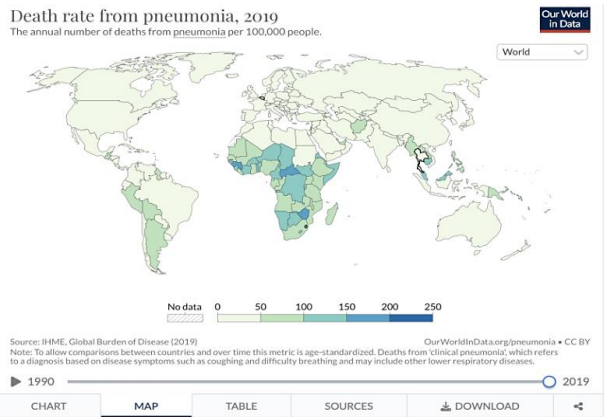 Death rate from pneumonia, 2019
The annual number of deaths from pneumonia per 100,000 people.
Our World
in Data
World
No data 0 50 100 150 200 250
Source: IHME, Global Burden of Disease (2019) OurWorldInData.org/pneumonia • CC BY
Note: To allow comparisons between countries and over time this metric is age-standardized. Deaths from 'clinical pneumonia', which refers
to a diagnosis based on disease symptoms such as coughing and difficulty breathing and may include other lower respiratory diseases.
1990 2019
CHART MAP TABLE SOURCES DOWNLOAD